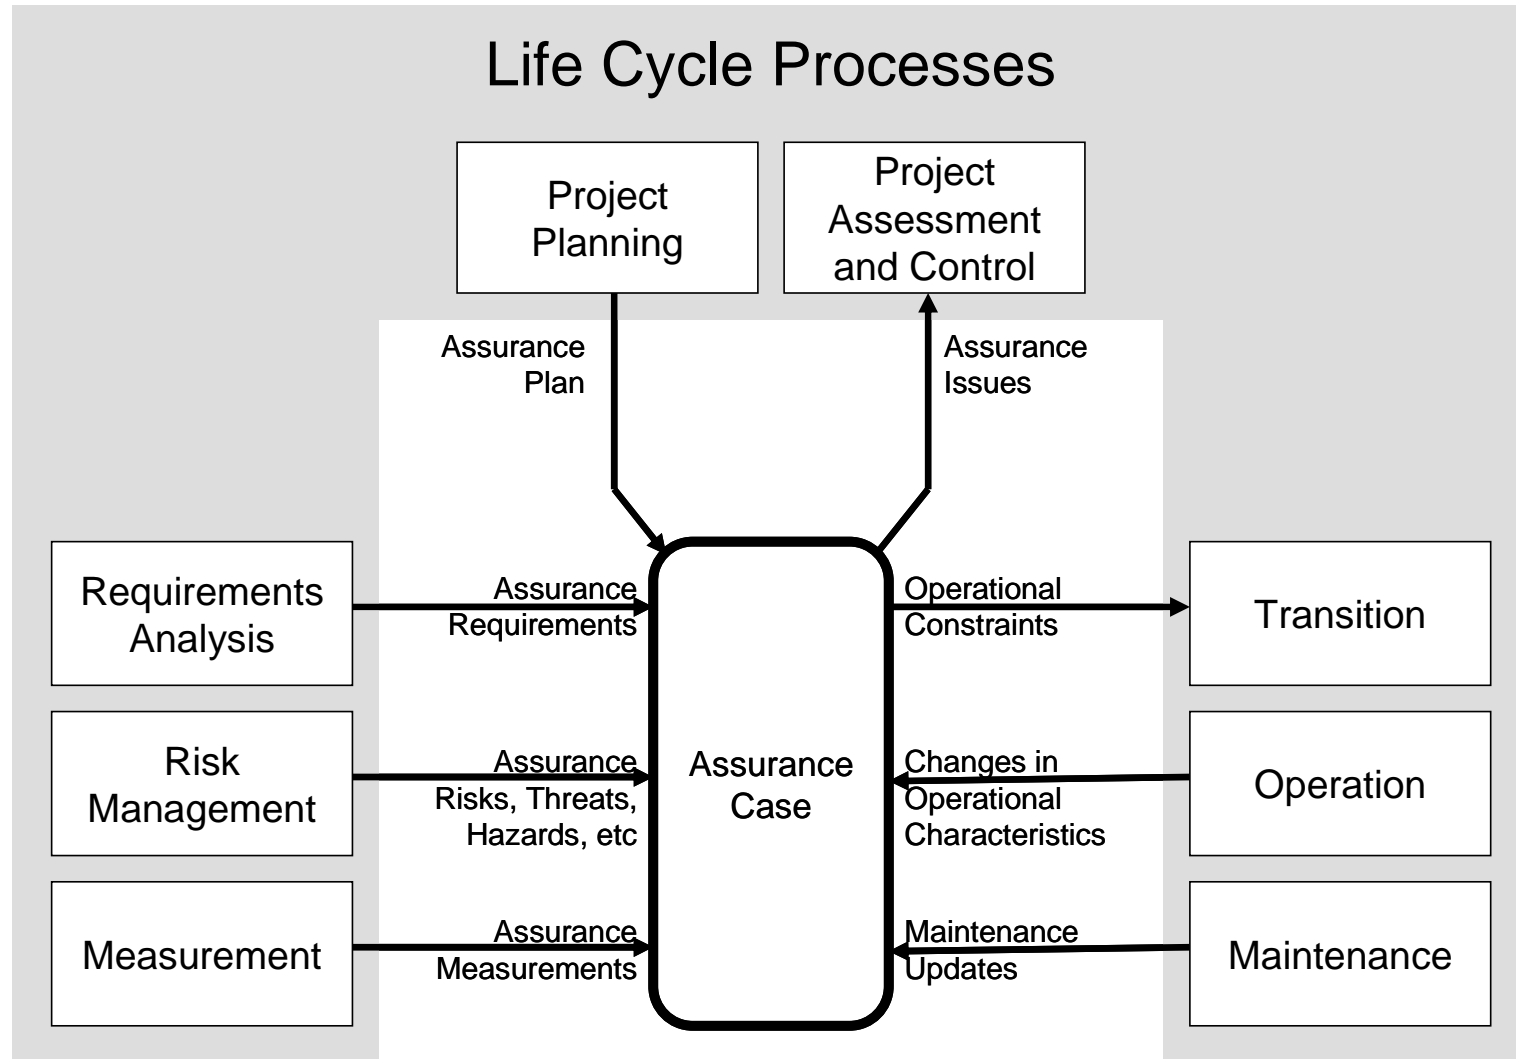 Life Cycle Processes
Project
Planning
Project
Assessment
and Control
Assurance
Plan
Assurance
Issues
Requirements
Analysis
Assurance
Requirements
Operational
Constraints
Transition
Risk
Management
Assurance
Risks, Threats,
Hazards, etc
Assurance
Case
Changes in
Operational
Characteristics
Operation
Measurement
Assurance
Measurements
Maintenance
Updates
Maintenance